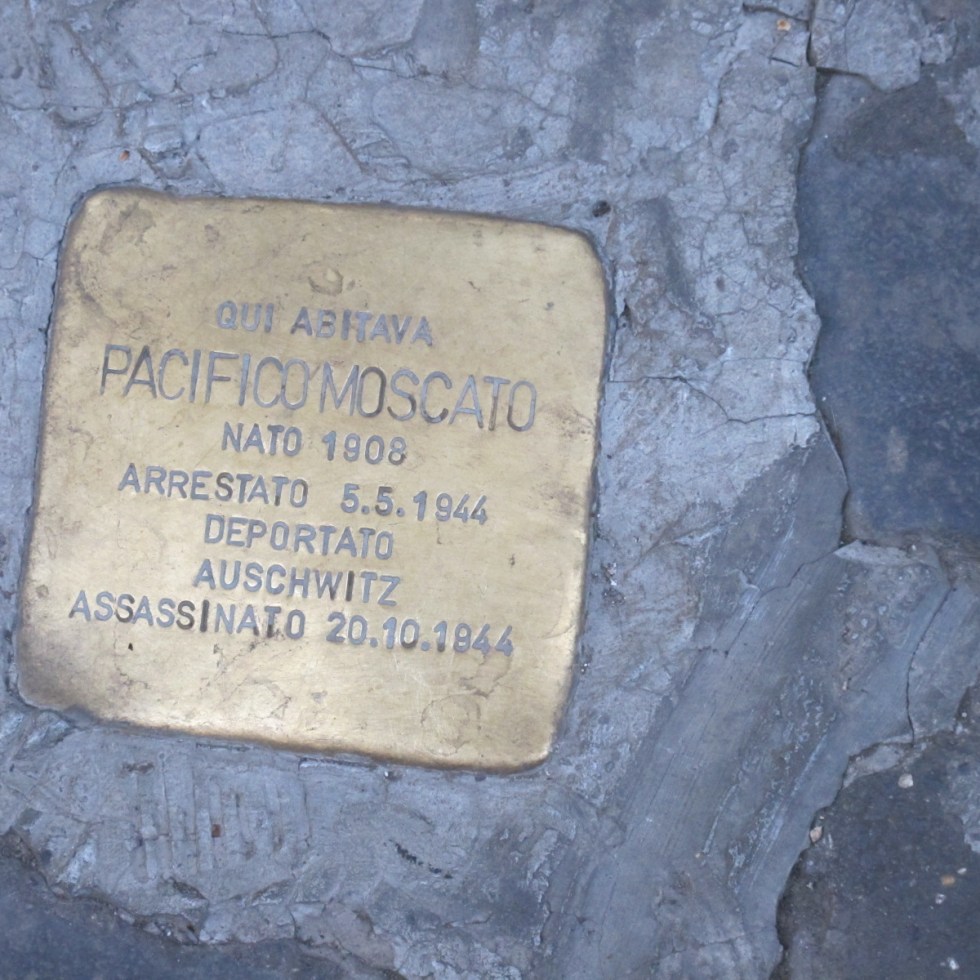 QUI ABITAVA
PACIFICO MOSCATO
NATO 1908
ARRESTATO 5.5.1944
DEPORTATO
AUSCHWITZ
ASSASSINATO 20.10.1944